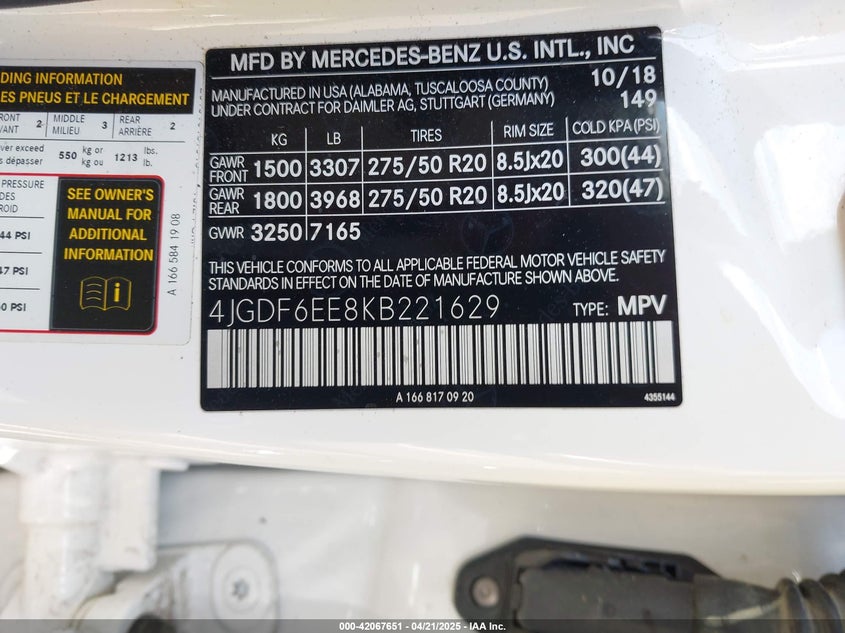 DING INFORMATION
ES PNEUS ET LE CHARGEMENT
RONT
VANT 2
MIDDLE
MILIEU 3
REAR
ARRIÈRE 2
ver exceed
s dépasser
550 kg or
kg ou
1213 lbs.
lb.
PRESSURE
DES
ROID
44 PSI
47 PSI
0 PSI
SEE OWNER'S
MANUAL FOR
ADDITIONAL
INFORMATION
i
A 166 584 19 08
MFD BY MERCEDES-BENZ U.S. INTL., INC
MANUFACTURED IN USA (ALABAMA, TUSCALOOSA COUNTY) 10/18
UNDER CONTRACT FOR DAIMLER AG, STUTTGART (GERMANY) 149
KG LB TIRES RIM SIZE COLD KPA(PSI)
GAWR
FRONT 1500 3307 275/50 R20 8.5Jx20 300(44)
GAWR
REAR 1800 3968 275/50 R20 8.5Jx20 320(47)
GVWR 3250 7165
THIS VEHICLE CONFORMS TO ALL APPLICABLE FEDERAL MOTOR VEHICLE SAFETY
STANDARDS IN EFFECT ON THE DATE OF MANUFACTURE SHOWN ABOVE.
4JGDF6EE8KB221629 TYPE: MPV
A 166 817 09 20
4355144
000-42067651 - 04/21/2025 - IAA Inc.